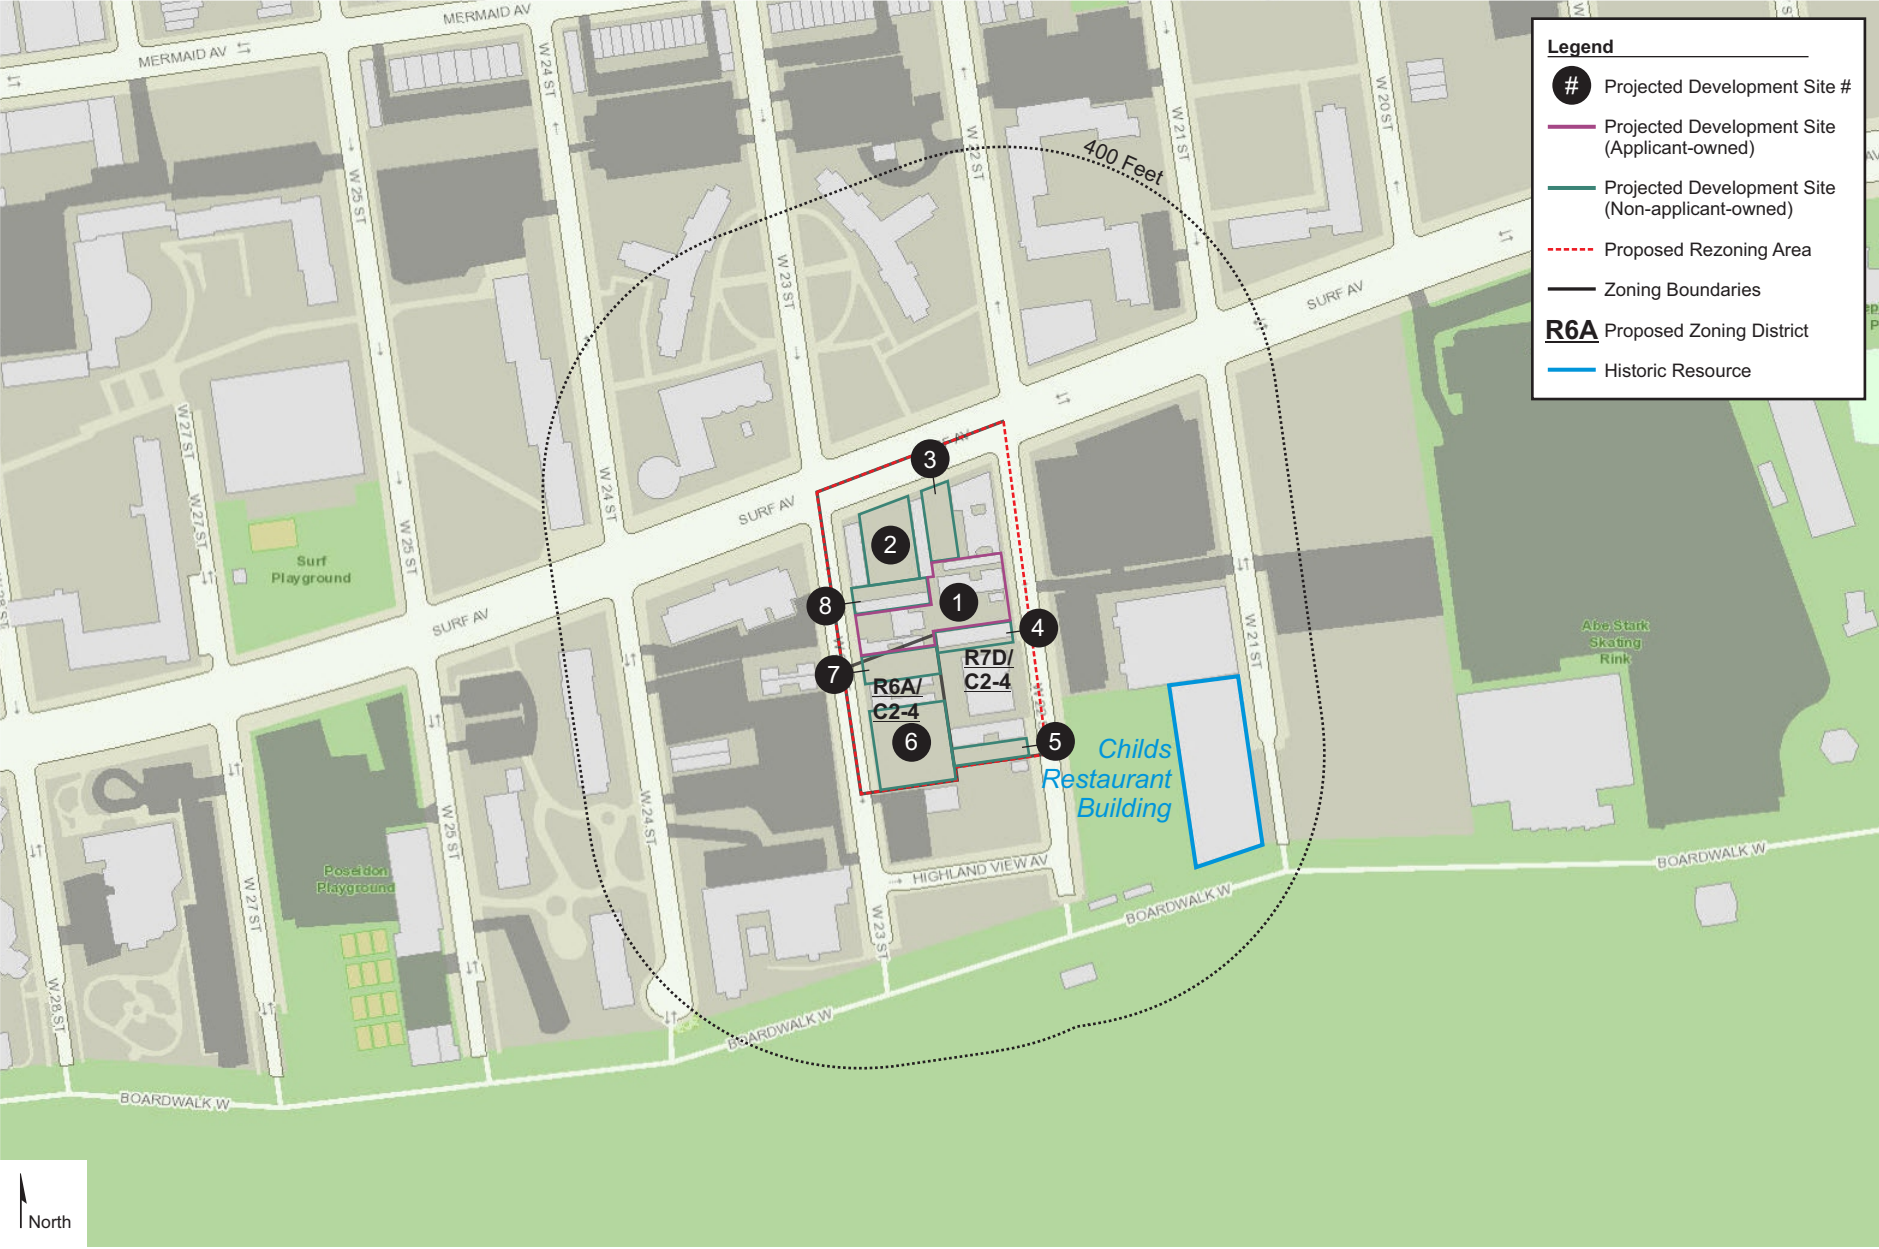 MERMAID AV
MERMAID AV
W 24 ST
W 25 ST
W 22 ST
W 21 ST
W 20 ST
400 Feet
W 23 ST
SURF AV
Legend
# Projected Development Site #
Projected Development Site
(Applicant-owned)
Projected Development Site
(Non-applicant-owned)
Proposed Rezoning Area
Zoning Boundaries
R6A Proposed Zoning District
Historic Resource
W 27 ST
W 27 ST
W 25 ST
W 24 ST
SURF AV
SURF AV
Surf
Playground
3
2
8
1
4
7
R7D/
C2-4
R6A/
C2-4
6
5
W 21 ST
Abe Stark
Skating
Rink
Childs
Restaurant
Building
W 24 ST
W 25 ST
W 27 ST
W 28 ST
Poseidon
Playground
HIGHLAND VIEW AV
W 23 ST
BOARDWALK W
BOARDWALK W
BOARDWALK W
BOARDWALK W
North